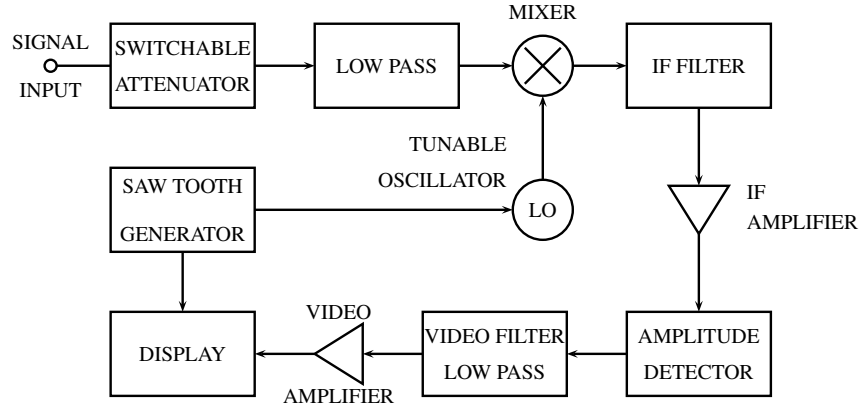 MIXER
SIGNAL
INPUT
SWITCHABLE
ATTENUATOR
LOW PASS
IF FILTER
TUNABLE
OSCILLATOR
SAW TOOTH
GENERATOR
LO
IF
AMPLIFIER
VIDEO
AMPLIFIER
DISPLAY
VIDEO FILTER
LOW PASS
AMPLITUDE
DETECTOR